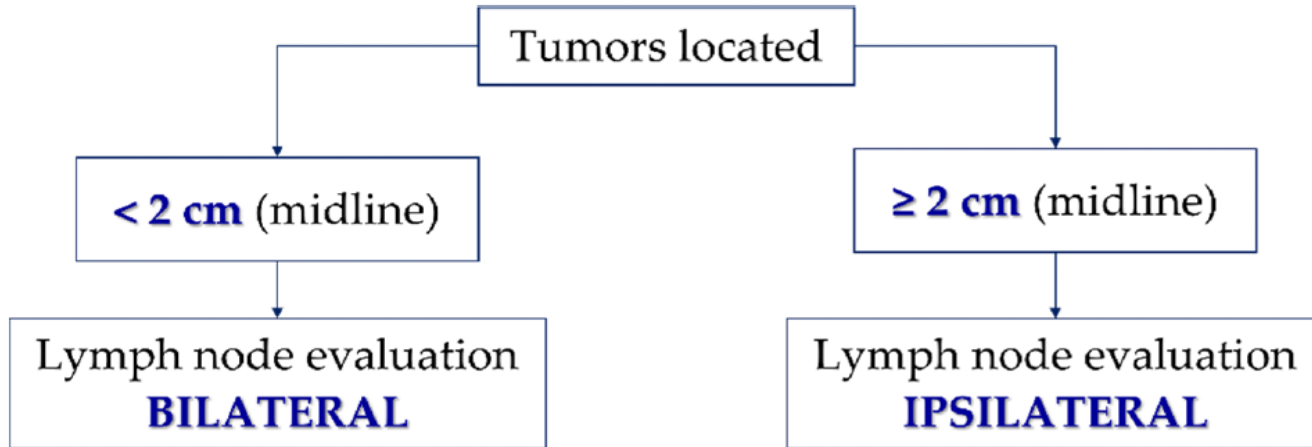 Tumors located
< 2 cm (midline)
≥ 2 cm (midline)
Lymph node evaluation
BILATERAL
Lymph node evaluation
IPSILATERAL